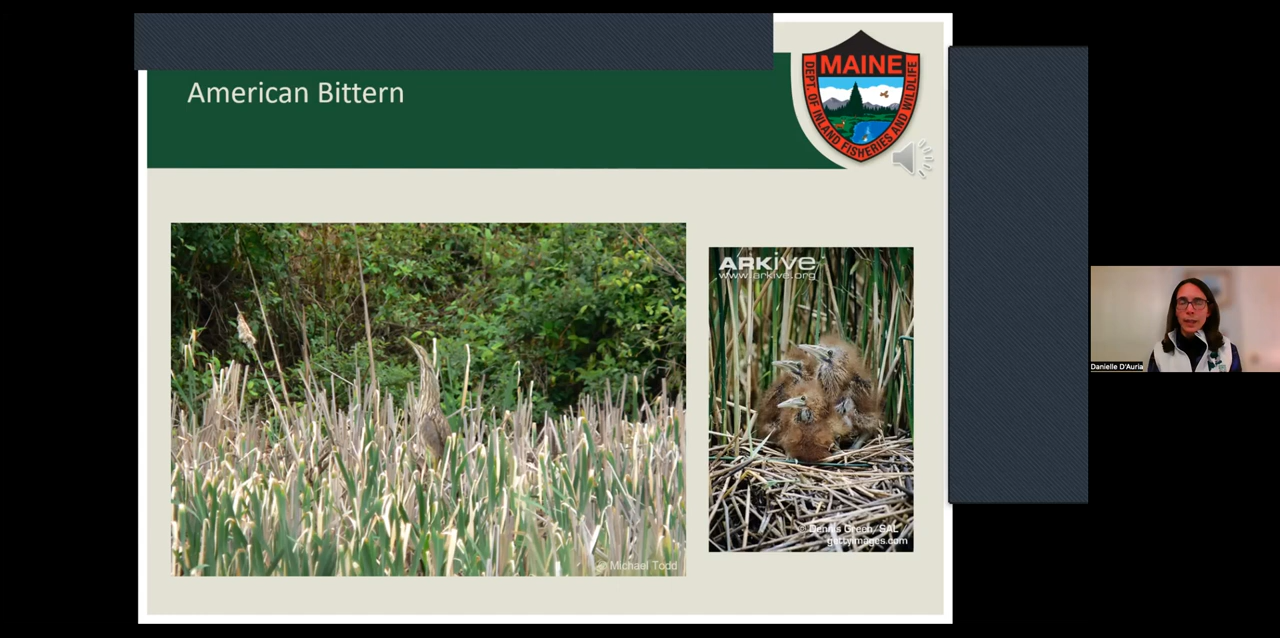 American Bittern
MAINE
DEPT. OF INLAND FISHERIES AND WILDLIFE
ARKive
www.arkive.org
© Dennis Green/SAL
gettyimages.com
© Michael Todd
Danielle D'Auria